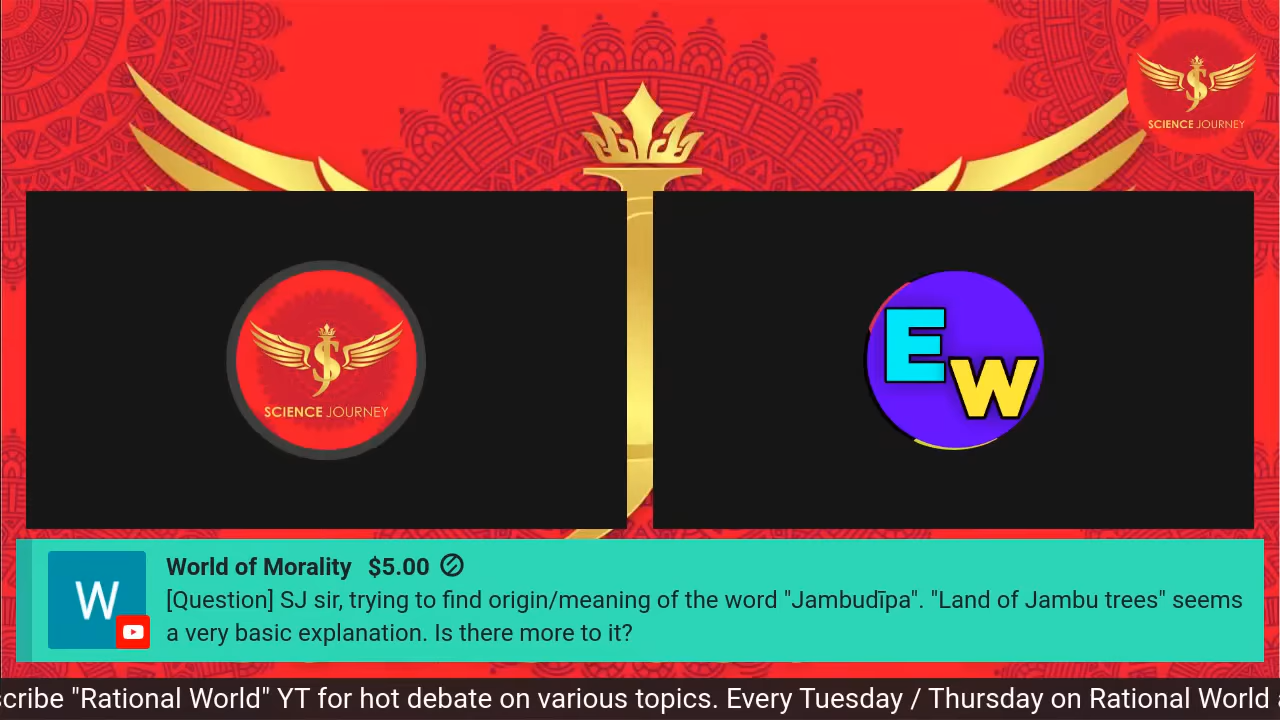 SCIENCE JOURNEY
SCIENCE JOURNEY
E
W
W
World of Morality $5.00
[Question] SJ sir, trying to find origin/meaning of the word "Jambudīpa". "Land of Jambu trees" seems
a very basic explanation. Is there more to it?
scribe "Rational World" YT for hot debate on various topics. Every Tuesday / Thursday on Rational World